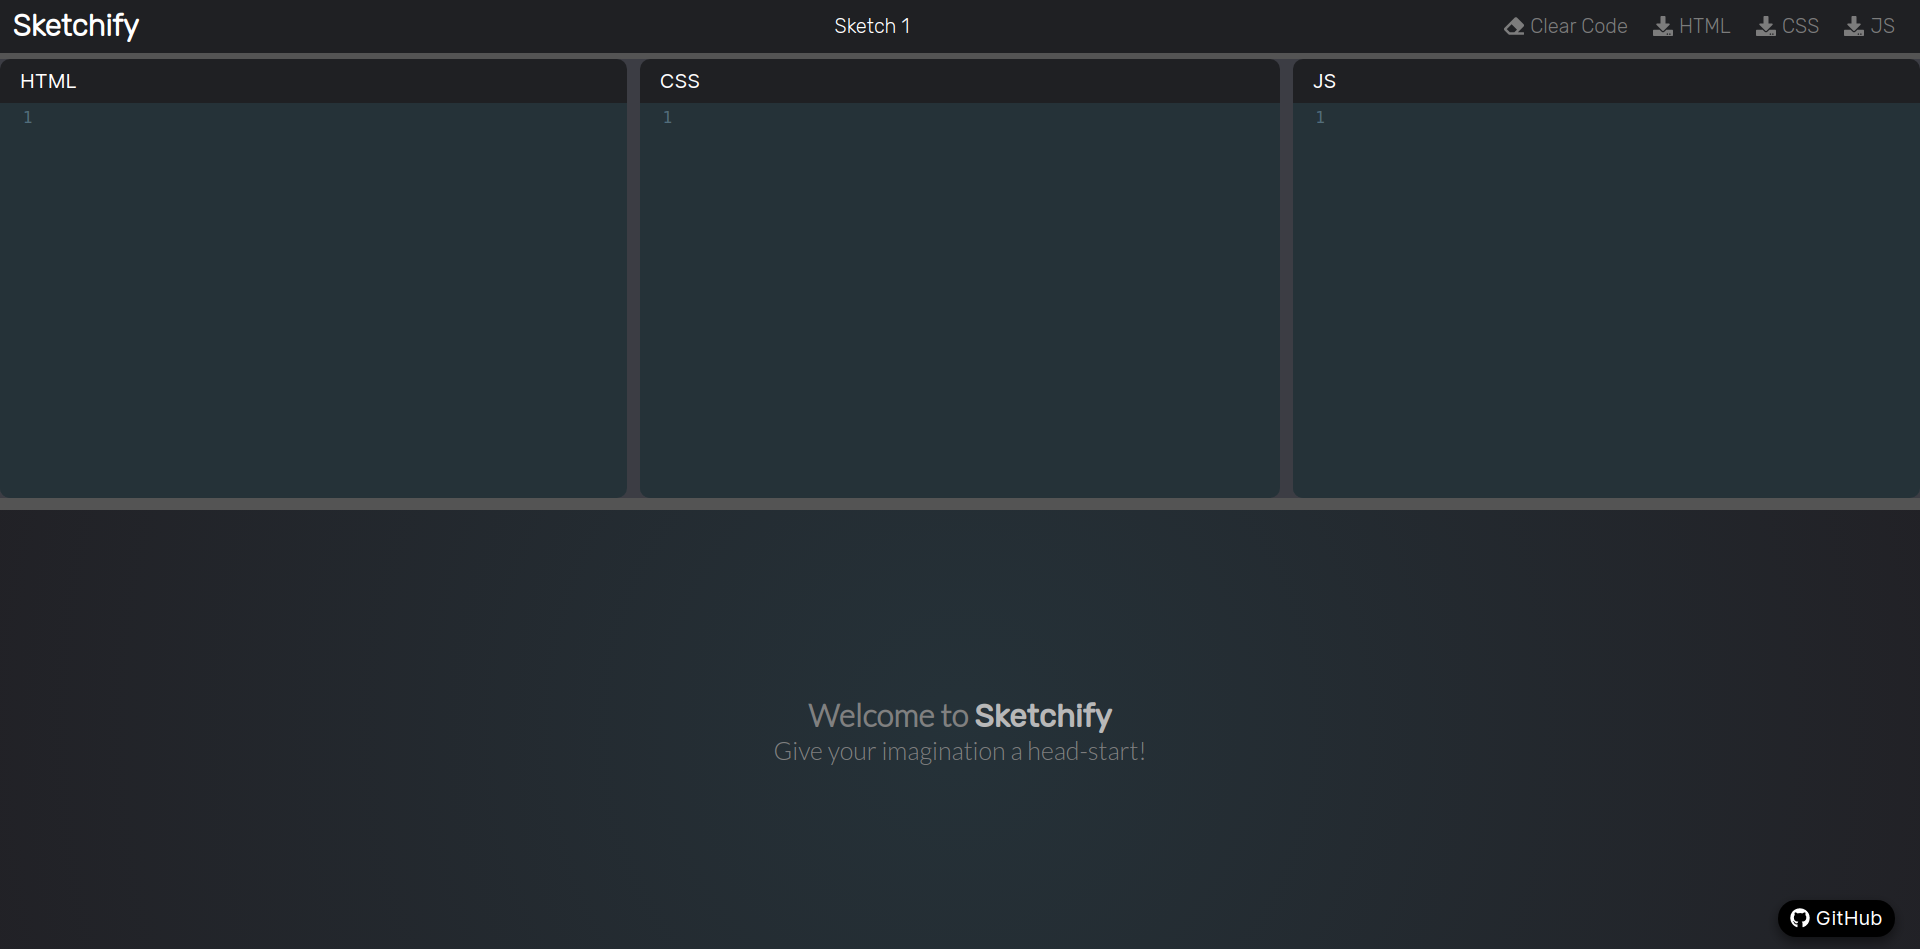 Sketchify
Sketch 1
Clear Code
HTML
CSS
JS
HTML
CSS
JS
1
1
1
Welcome to Sketchify
Give your imagination a head-start!
GitHub